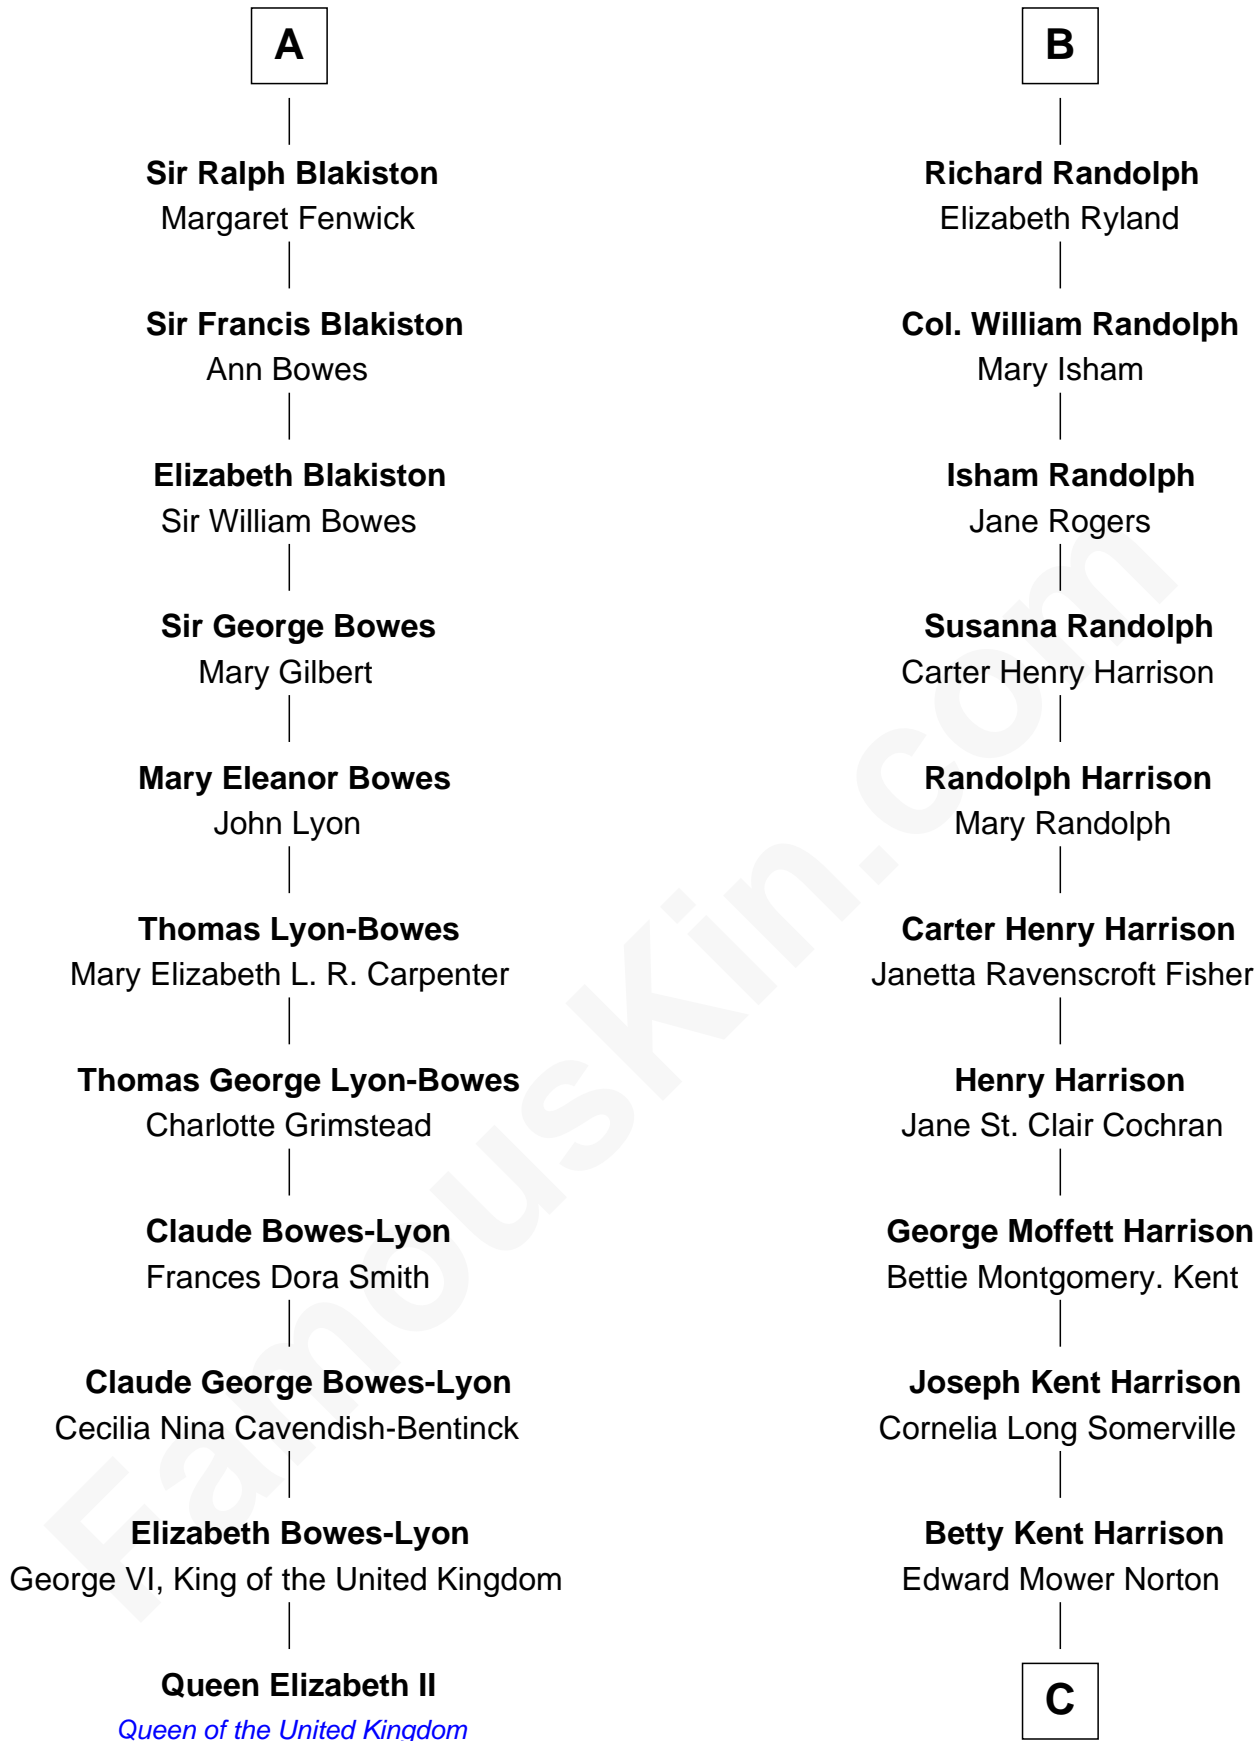 A
Sir Ralph Blakiston
Margaret Fenwick
Sir Francis Blakiston
Ann Bowes
Elizabeth Blakiston
Sir William Bowes
Sir George Bowes
Mary Gilbert
Mary Eleanor Bowes
John Lyon
Thomas Lyon-Bowes
Mary Elizabeth L. R. Carpenter
Thomas George Lyon-Bowes
Charlotte Grimstead
Claude Bowes-Lyon
Frances Dora Smith
Claude George Bowes-Lyon
Cecilia Nina Cavendish-Bentinck
Elizabeth Bowes-Lyon
George VI, King of the United Kingdom
Queen Elizabeth II
Queen of the United Kingdom
B
Richard Randolph
Elizabeth Ryland
Col. William Randolph
Mary Isham
Isham Randolph
Jane Rogers
Susanna Randolph
Carter Henry Harrison
Randolph Harrison
Mary Randolph
Carter Henry Harrison
Janetta Ravenscroft Fisher
Henry Harrison
Jane St. Clair Cochran
George Moffett Harrison
Bettie Montgomery. Kent
Joseph Kent Harrison
Cornelia Long Somerville
Betty Kent Harrison
Edward Mower Norton
C
FamousKin.com